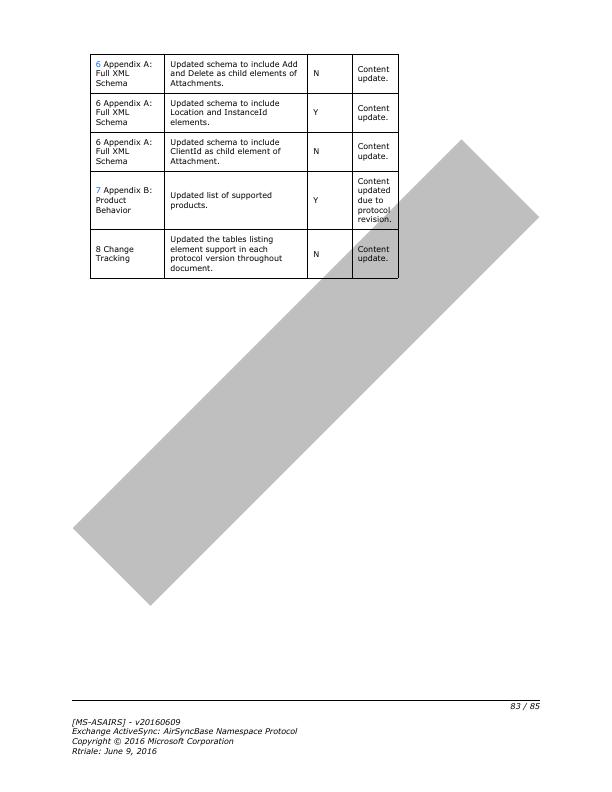 6 Appendix A:
Full XML
Schema
Updated schema to include Add
and Delete as child elements of
Attachments.
N
Content
update.
6 Appendix A:
Full XML
Schema
Updated schema to include
Location and InstanceId
elements.
Y
Content
update.
6 Appendix A:
Full XML
Schema
Updated schema to include
ClientId as child element of
Attachment.
N
Content
update.
7 Appendix B:
Product
Behavior
Updated list of supported
products.
Y
Content
updated
due to
protocol
revision.
8 Change
Tracking
Updated the tables listing
element support in each
protocol version throughout
document.
N
Content
update.
83 / 85
[MS-ASAIRS] - v20160609
Exchange ActiveSync: AirSyncBase Namespace Protocol
Copyright © 2016 Microsoft Corporation
Rtriale: June 9, 2016